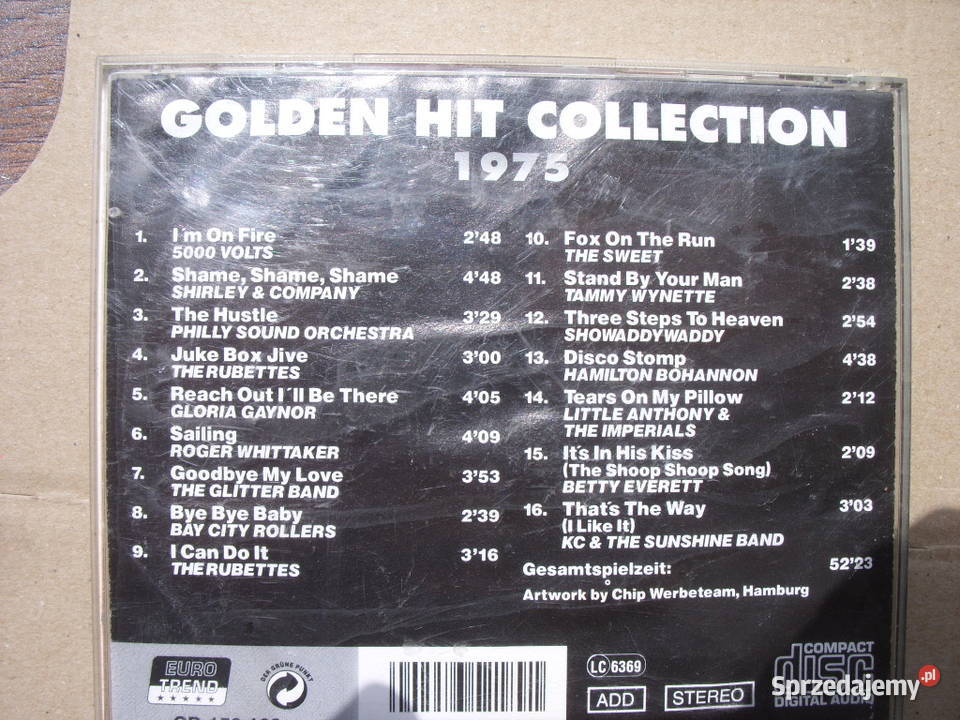 GOLDEN HIT COLLECTION
1975
1. I´m On Fire 2'48
5000 VOLTS
2. Shame, Shame, Shame 4'48
SHIRLEY & COMPANY
3. The Hustle 3'29
PHILLY SOUND ORCHESTRA
4. Juke Box Jive 3'00
THE RUBETTES
5. Reach Out I´ll Be There 4'05
GLORIA GAYNOR
6. Sailing 4'09
ROGER WHITTAKER
7. Goodbye My Love 3'53
THE GLITTER BAND
8. Bye Bye Baby 2'39
BAY CITY ROLLERS
9. I Can Do It 3'16
THE RUBETTES
10. Fox On The Run 1'39
THE SWEET
11. Stand By Your Man 2'38
TAMMY WYNETTE
12. Three Steps To Heaven 2'54
SHOWADDYWADDY
13. Disco Stomp 4'38
HAMILTON BOHANNON
14. Tears On My Pillow 2'12
LITTLE ANTHONY &
THE IMPERIALS
15. It's In His Kiss 2'09
(The Shoop Shoop Song)
BETTY EVERETT
16. That's The Way 3'03
(I Like It)
KC & THE SUNSHINE BAND
Gesamtspielzeit: 52'23
Artwork by Chip Werbeteam, Hamburg
EURO
TREND
DER GRÜNE PUNKT
LC 6369
ADD STEREO
COMPACT
disc
DIGITAL AUDIO
Sprzedajemy.pl